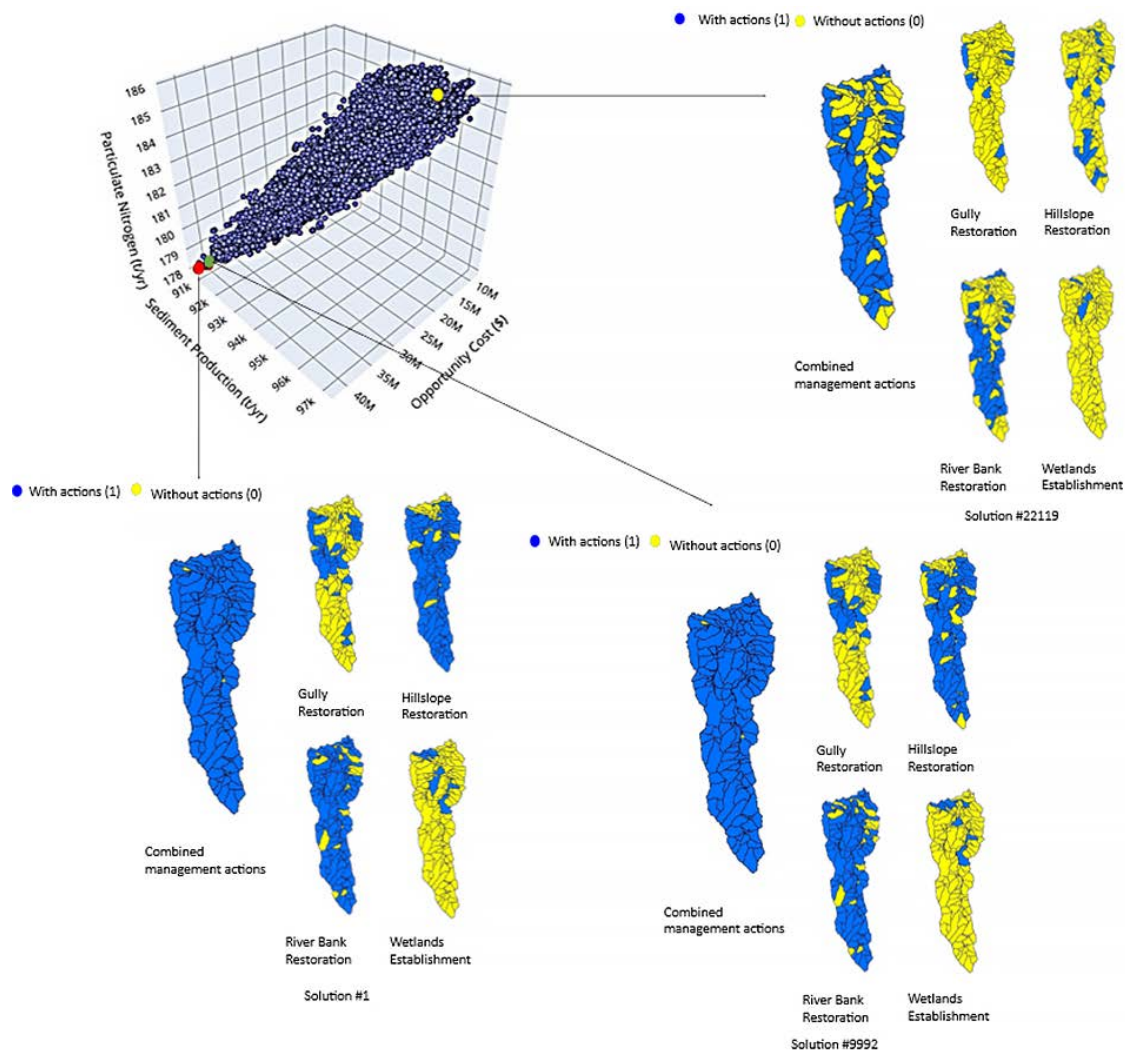 With actions (1) Without actions (0)
186
185
184
183
182
181
180
179
178
Particulate Nitrogen (t/yr)
91k
92k
93k
94k
95k
96k
97k
Sediment Production (t/yr)
10M
15M
20M
25M
30M
35M
40M
Opportunity Cost ($)
Gully
Restoration
Hillslope
Restoration
Combined
management actions
River Bank
Restoration
Wetlands
Establishment
Solution #22119
With actions (1) Without actions (0)
Gully
Restoration
Hillslope
Restoration
Combined
management actions
River Bank
Restoration
Wetlands
Establishment
Solution #1
With actions (1) Without actions (0)
Gully
Restoration
Hillslope
Restoration
Combined
management actions
River Bank
Restoration
Wetlands
Establishment
Solution #9992